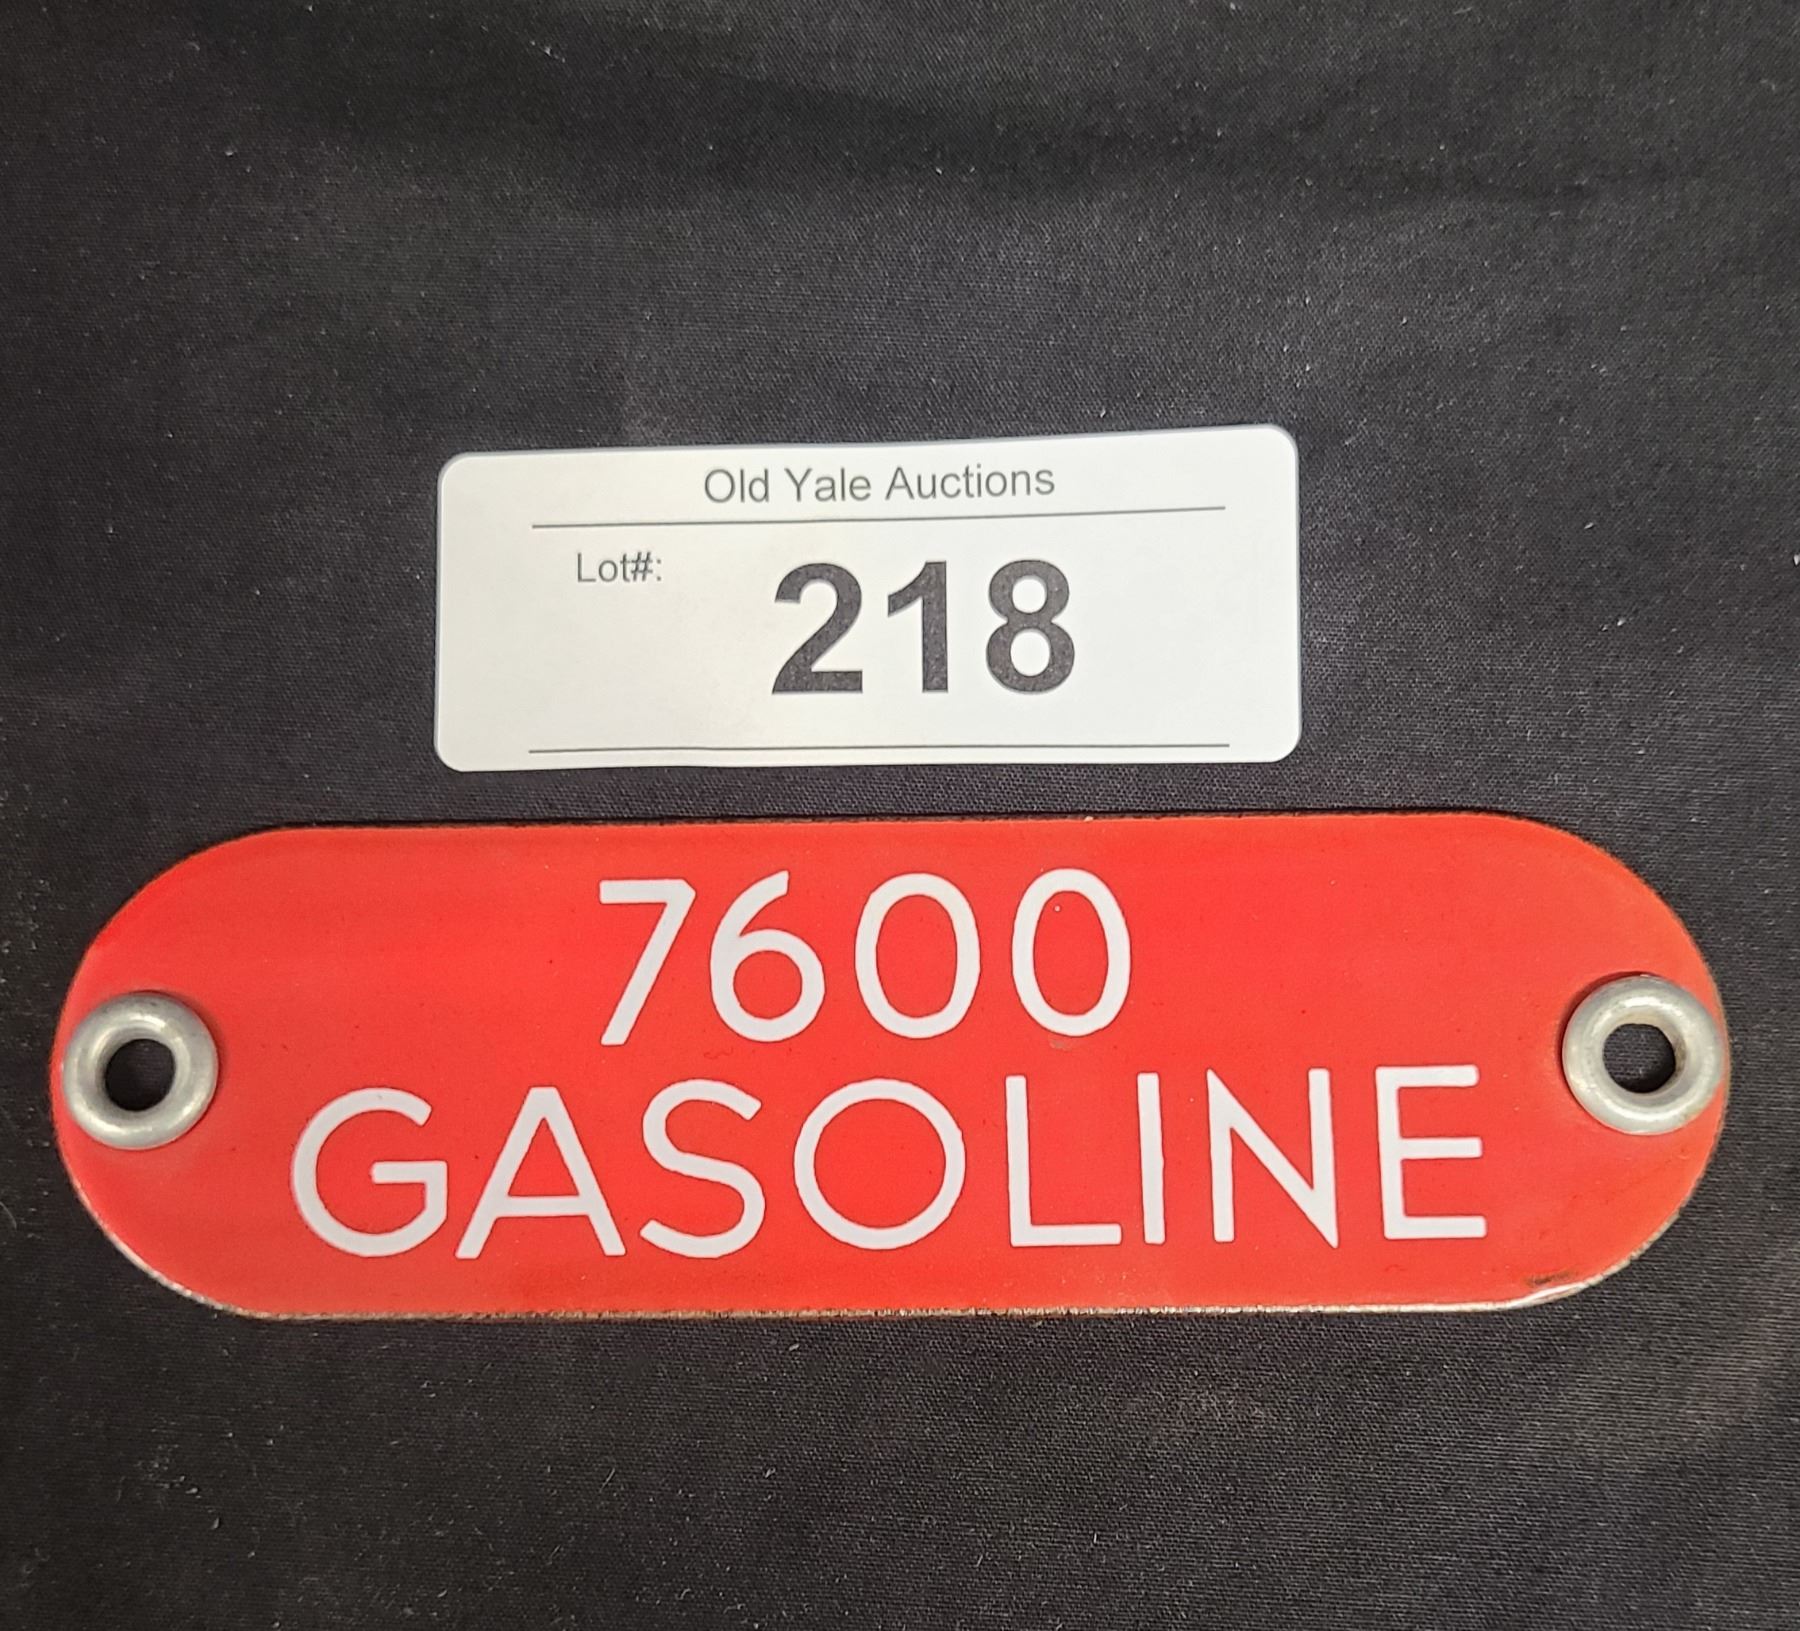 Old Yale Auctions
Lot#: 218
7600
GASOLINE